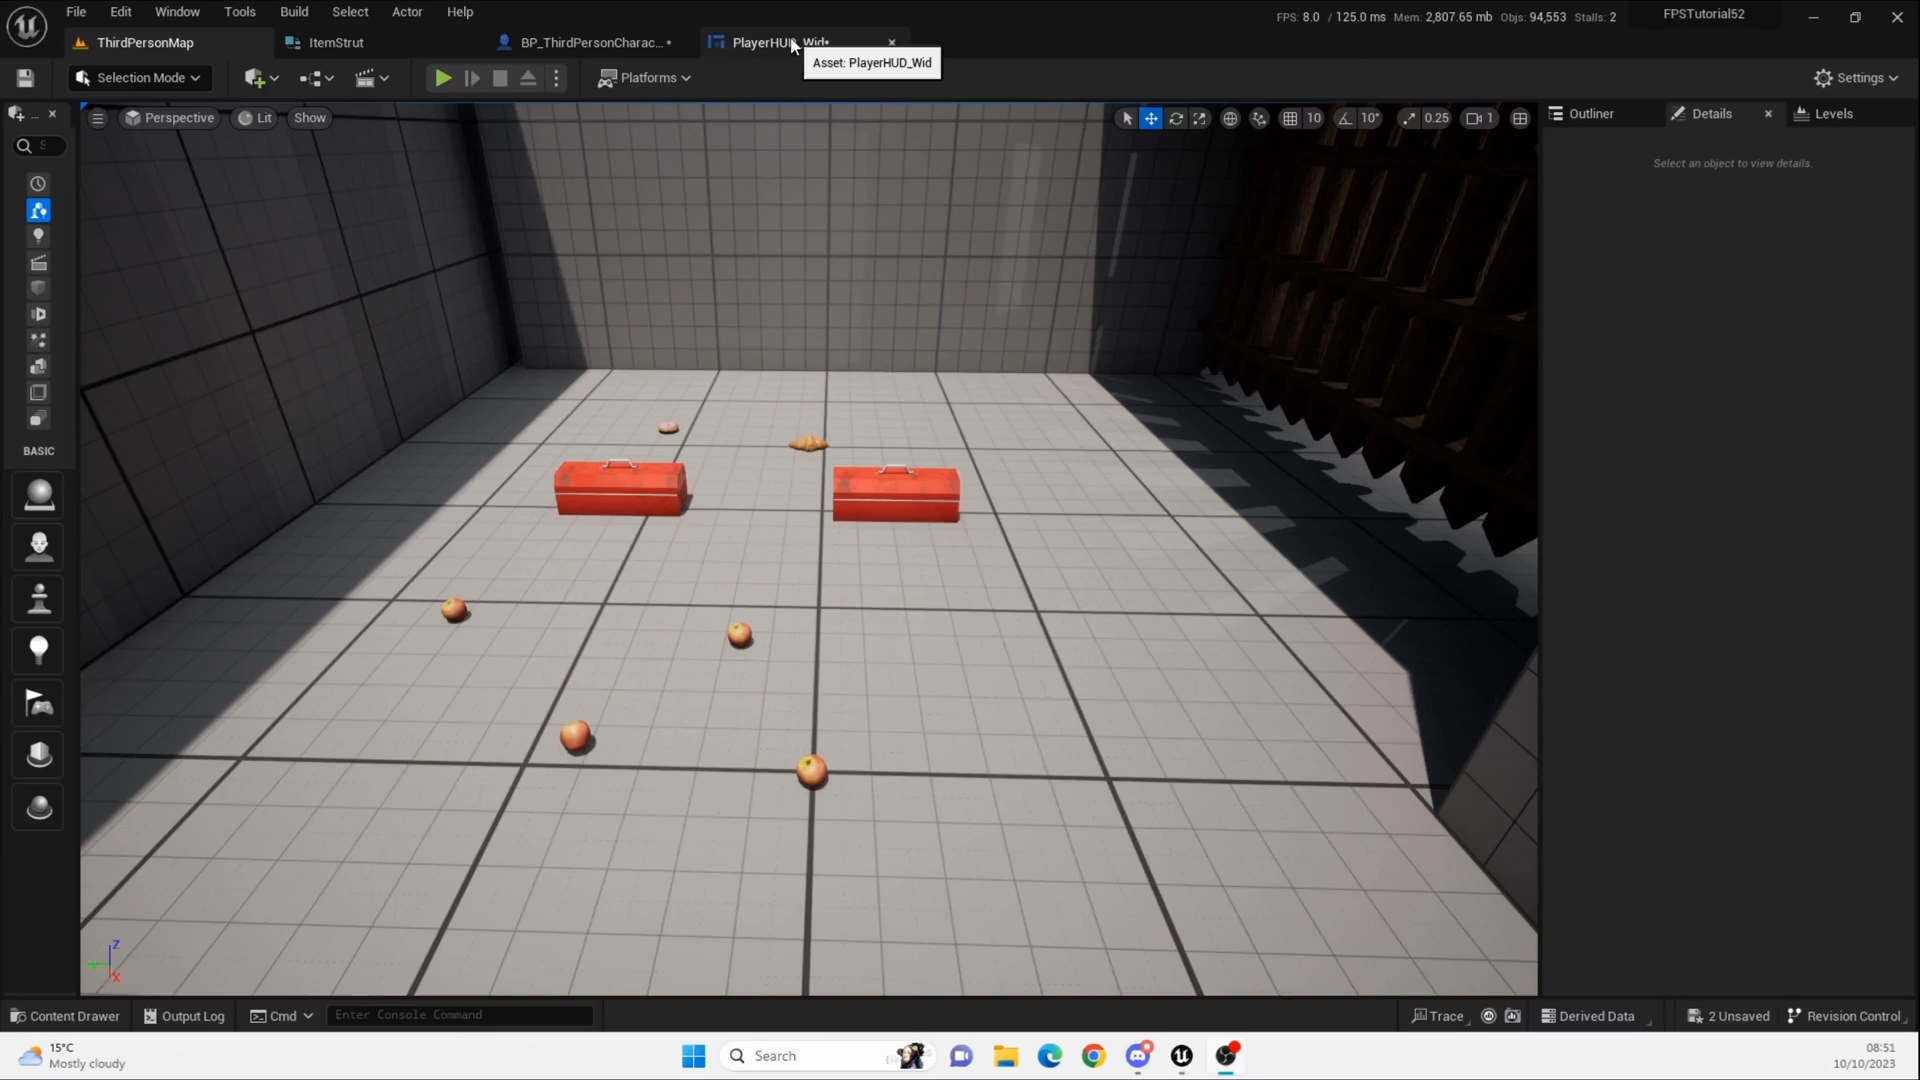 File Edit Window Tools Build Select Actor Help
FPS: 8.0 / 125.0 ms Mem: 2,807.65 mb Objs: 94,553 Stalls: 2
FPSTutorial52
ThirdPersonMap
ItemStrut
BP_ThirdPersonCharac...*
PlayerHUD_Wid*
Asset: PlayerHUD_Wid
Selection Mode
Platforms
Settings
...
Perspective
Lit
Show
10
10°
0.25
1
Outliner
Details
Levels
S
Select an object to view details.
BASIC
Z
X
Content Drawer
Output Log
Cmd
Enter Console Command
Trace
Derived Data
2 Unsaved
Revision Control
15°C
Mostly cloudy
Search
08:51
10/10/2023